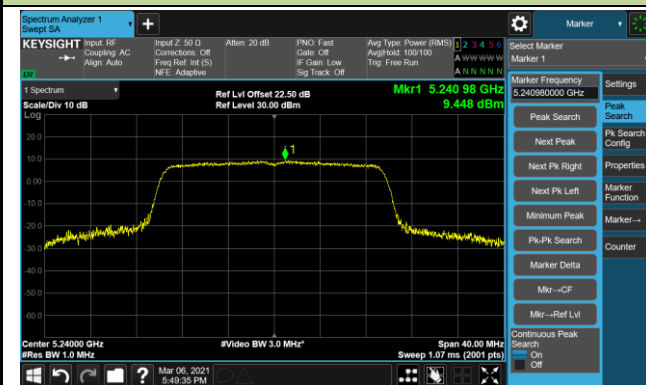 Spectrum Analyzer 1
Swept SA
Marker
KEYSIGHT
Input: RF
Coupling: AC
Align: Auto
Input Z: 50 Ω
Corrections: Off
Freq Ref: Int (S)
NFE: Adaptive
Atten: 20 dB
PNO: Fast
Gate: Off
IF Gain: Low
Sig Track: Off
Avg Type: Power (RMS)
Avg|Hold: 100/100
Trig: Free Run
1 2 3 4 5 6
A W W W W W
A N N N N N
Select Marker
Marker 1
1 Spectrum
Scale/Div 10 dB
Log
Ref Lvl Offset 22.50 dB
Ref Level 30.00 dBm
Mkr1 5.240 98 GHz
9.448 dBm
20.0
10.0
0.00
-10.0
-20.0
-30.0
-40.0
-50.0
-60.0
1
Center 5.24000 GHz
#Res BW 1.0 MHz
#Video BW 3.0 MHz*
Span 40.00 MHz
Sweep 1.07 ms (2001 pts)
Marker Frequency
5.240980000 GHz
Peak Search
Next Peak
Next Pk Right
Next Pk Left
Minimum Peak
Pk-Pk Search
Marker Delta
Mkr→CF
Mkr→Ref Lvl
Continuous Peak
Search
On
Off
Settings
Peak
Search
Pk Search
Config
Properties
Marker
Function
Marker→
Counter
?
Mar 06, 2021
5:49:35 PM